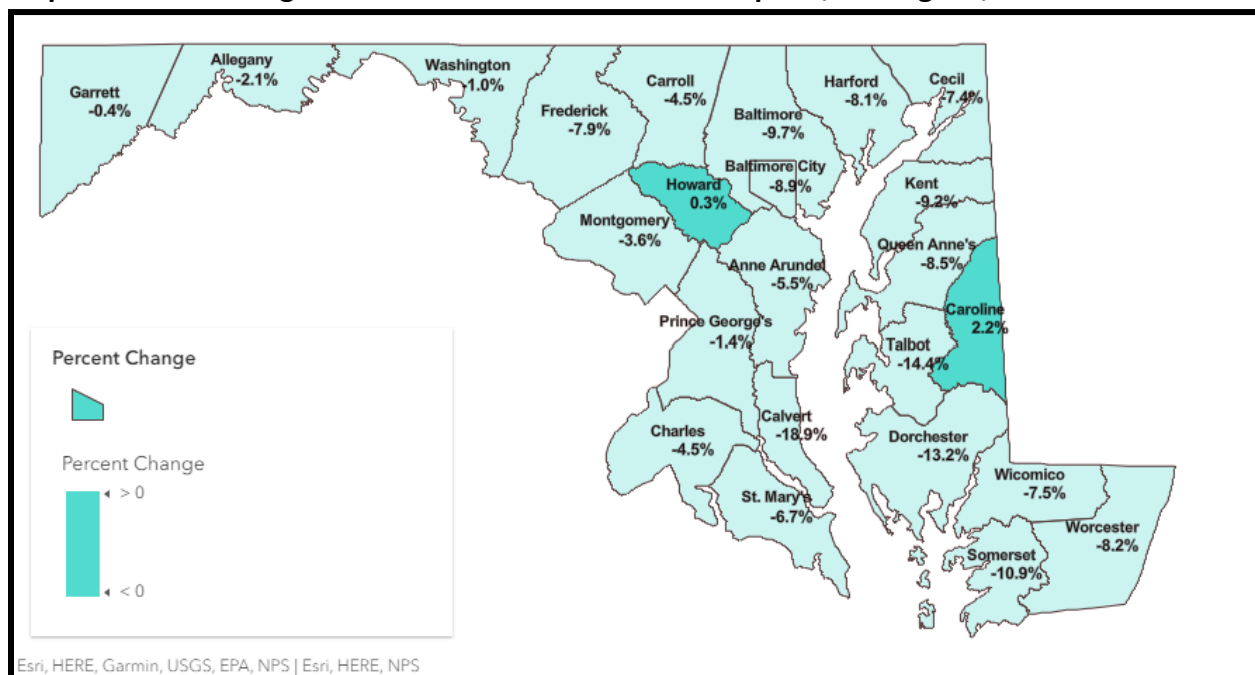 Allegany
-2.1%
Garrett
-0.4%
Washington
-1.0%
Frederick
-7.9%
Carroll
-4.5%
Baltimore
-9.7%
Harford
-8.1%
Cecil
-7.4%
Baltimore City
-8.9%
Howard
0.3%
Kent
-9.2%
Montgomery
-3.6%
Queen Anne's
-8.5%
Anne Arundel
-5.5%
Caroline
2.2%
Prince George's
-1.4%
Talbot
-14.4%
Calvert
-18.9%
Charles
-4.5%
Dorchester
-13.2%
Wicomico
-7.5%
St. Mary's
-6.7%
Worcester
-8.2%
Somerset
-10.9%
Percent Change
Percent Change
> 0
< 0
Esri, HERE, Garmin, USGS, EPA, NPS | Esri, HERE, NPS